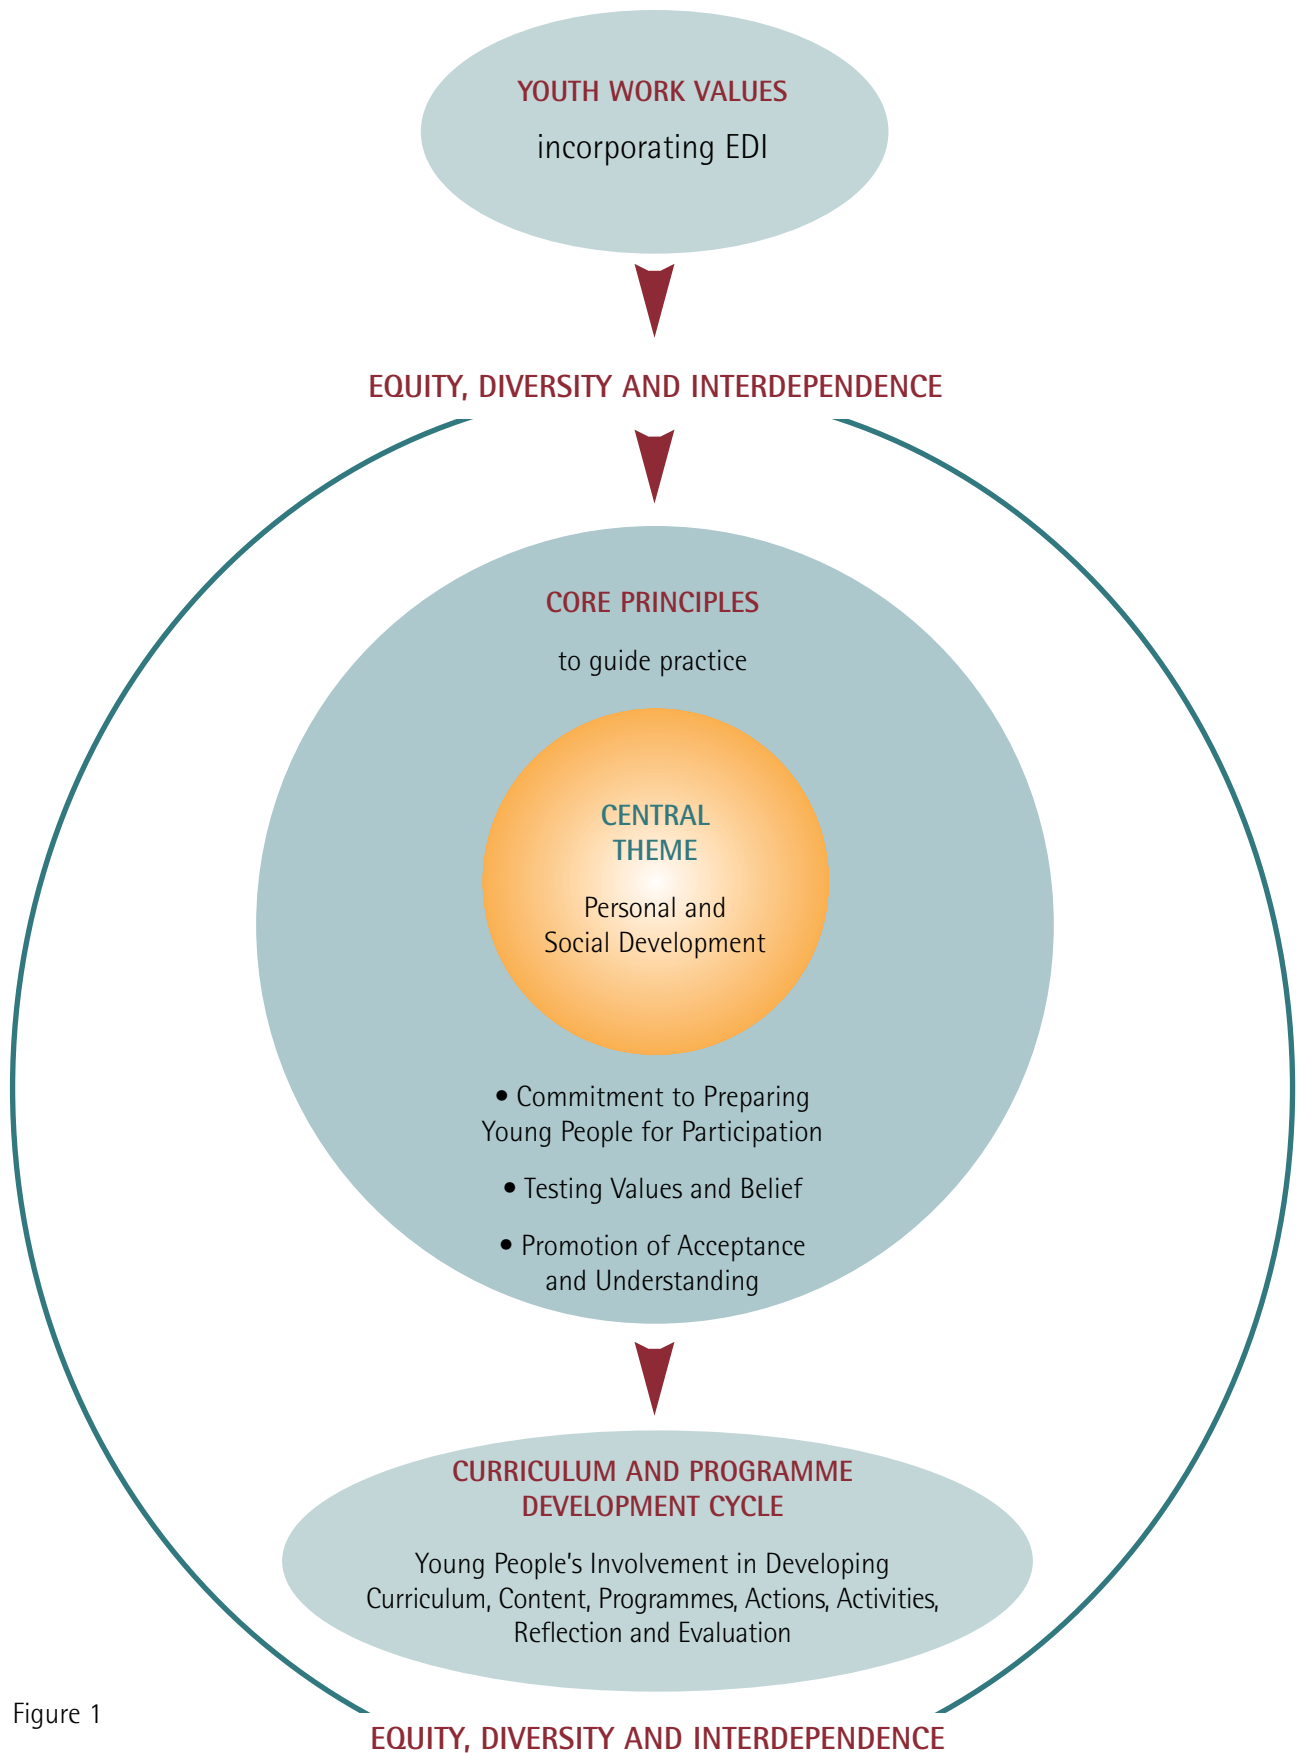 YOUTH WORK VALUES
incorporating EDI
EQUITY, DIVERSITY AND INTERDEPENDENCE
CORE PRINCIPLES
to guide practice
CENTRAL
THEME
Personal and
Social Development
• Commitment to Preparing
Young People for Participation
• Testing Values and Belief
• Promotion of Acceptance
and Understanding
CURRICULUM AND PROGRAMME
DEVELOPMENT CYCLE
Young People’s Involvement in Developing
Curriculum, Content, Programmes, Actions, Activities,
Reflection and Evaluation
Figure 1
EQUITY, DIVERSITY AND INTERDEPENDENCE